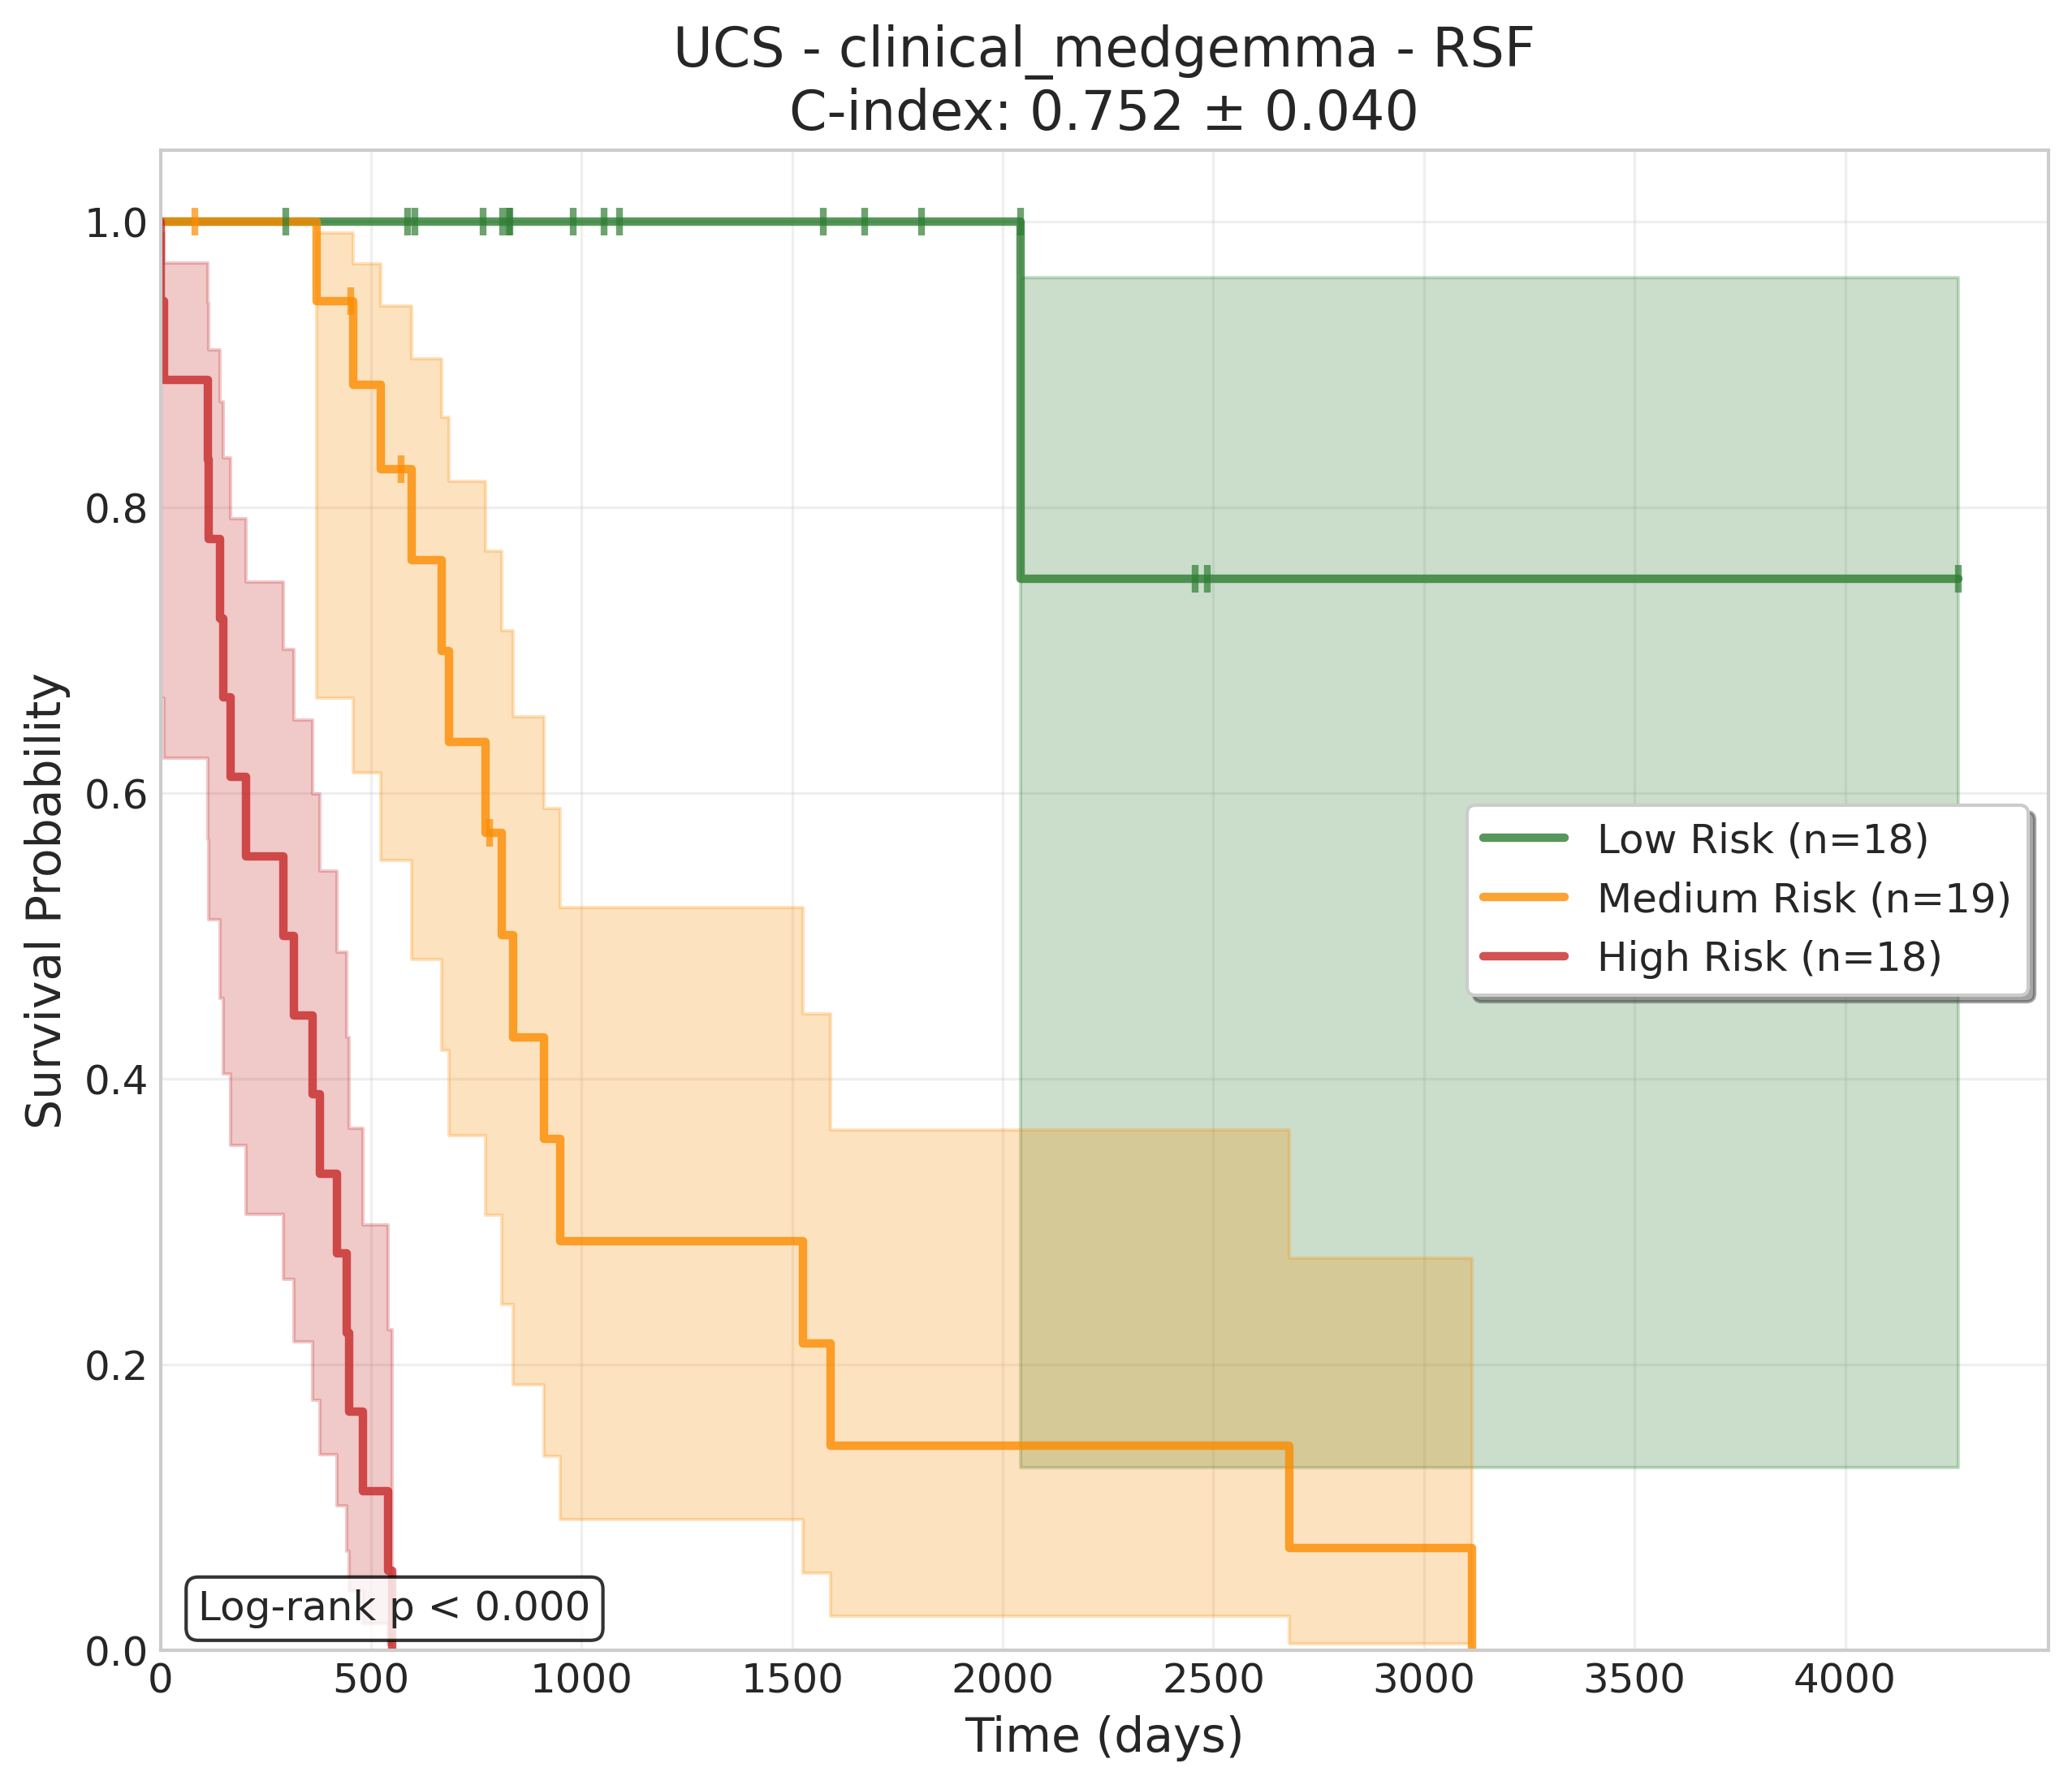 UCS - clinical_medgemma - RSF
C-index: 0.752 ± 0.040
Survival Probability
1.0
0.8
0.6
0.4
0.2
0.0
Low Risk (n=18)
Medium Risk (n=19)
High Risk (n=18)
Log-rank p < 0.000
0 500 1000 1500 2000 2500 3000 3500 4000
Time (days)